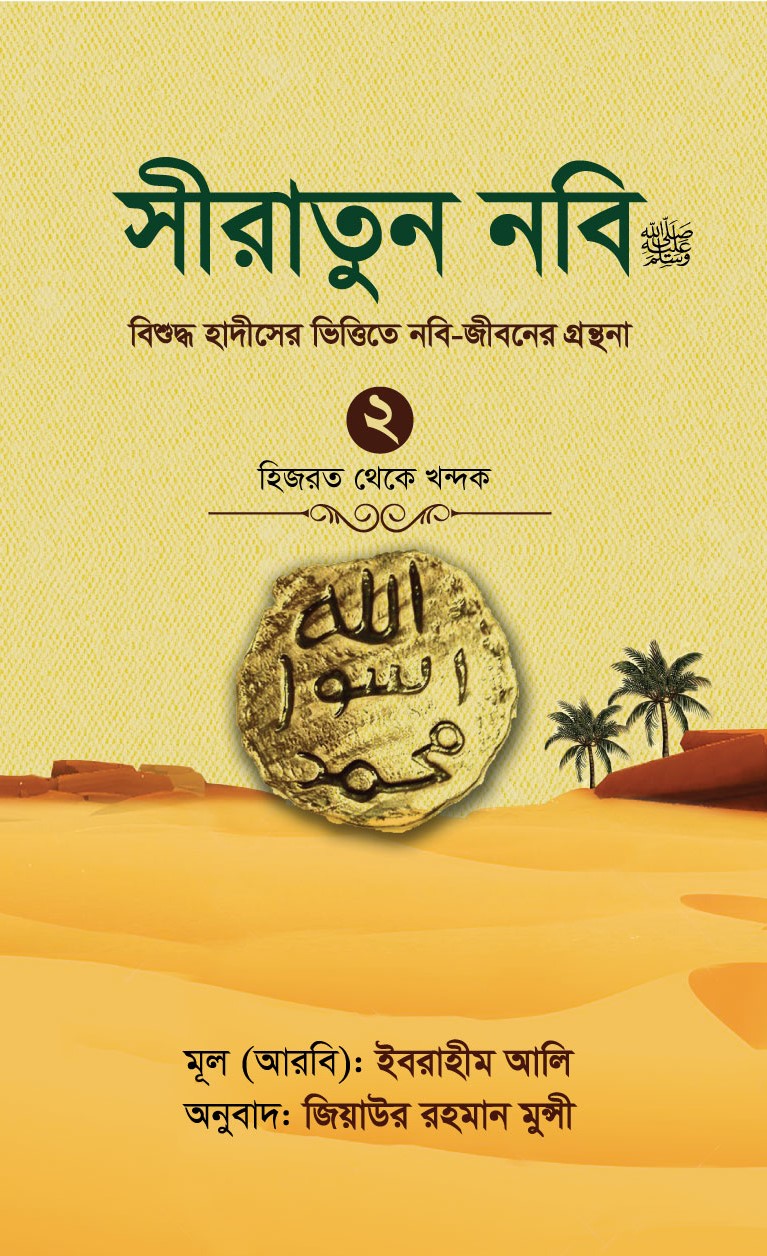 সীরাতুন নবি ﷺ
বিশুদ্ধ হাদীসের ভিত্তিতে নবি-জীবনের গ্রন্থনা
২
হিজরত থেকে খন্দক
الله
رسول
محمد
মূল (আরবি): ইবরাহীম আলি
অনুবাদ: জিয়াউর রহমান মুন্সী